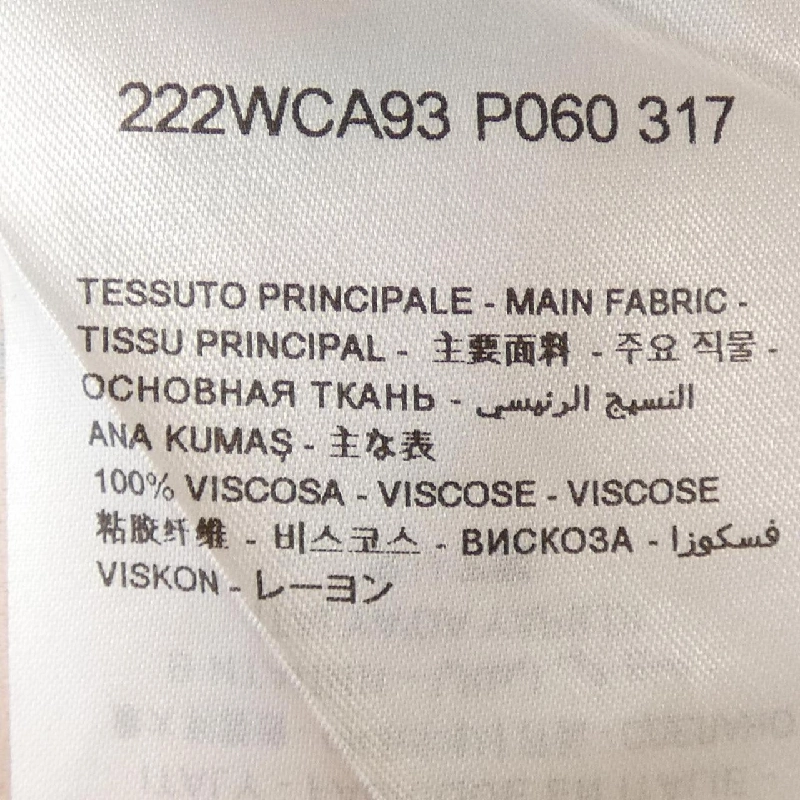 222WCA93 P060 317
TESSUTO PRINCIPALE - MAIN FABRIC -
TISSU PRINCIPAL - 主要面料 - 주요 직물 -
ОСНОВНАЯ ТКАНЬ - النسيج الرئيسي
ANA KUMAŞ - 主な表
100% VISCOSA - VISCOSE - VISCOSE
粘胶纤维 - 비스코스 - ВИСКОЗА - فسكوزا
VISKON - レーヨン